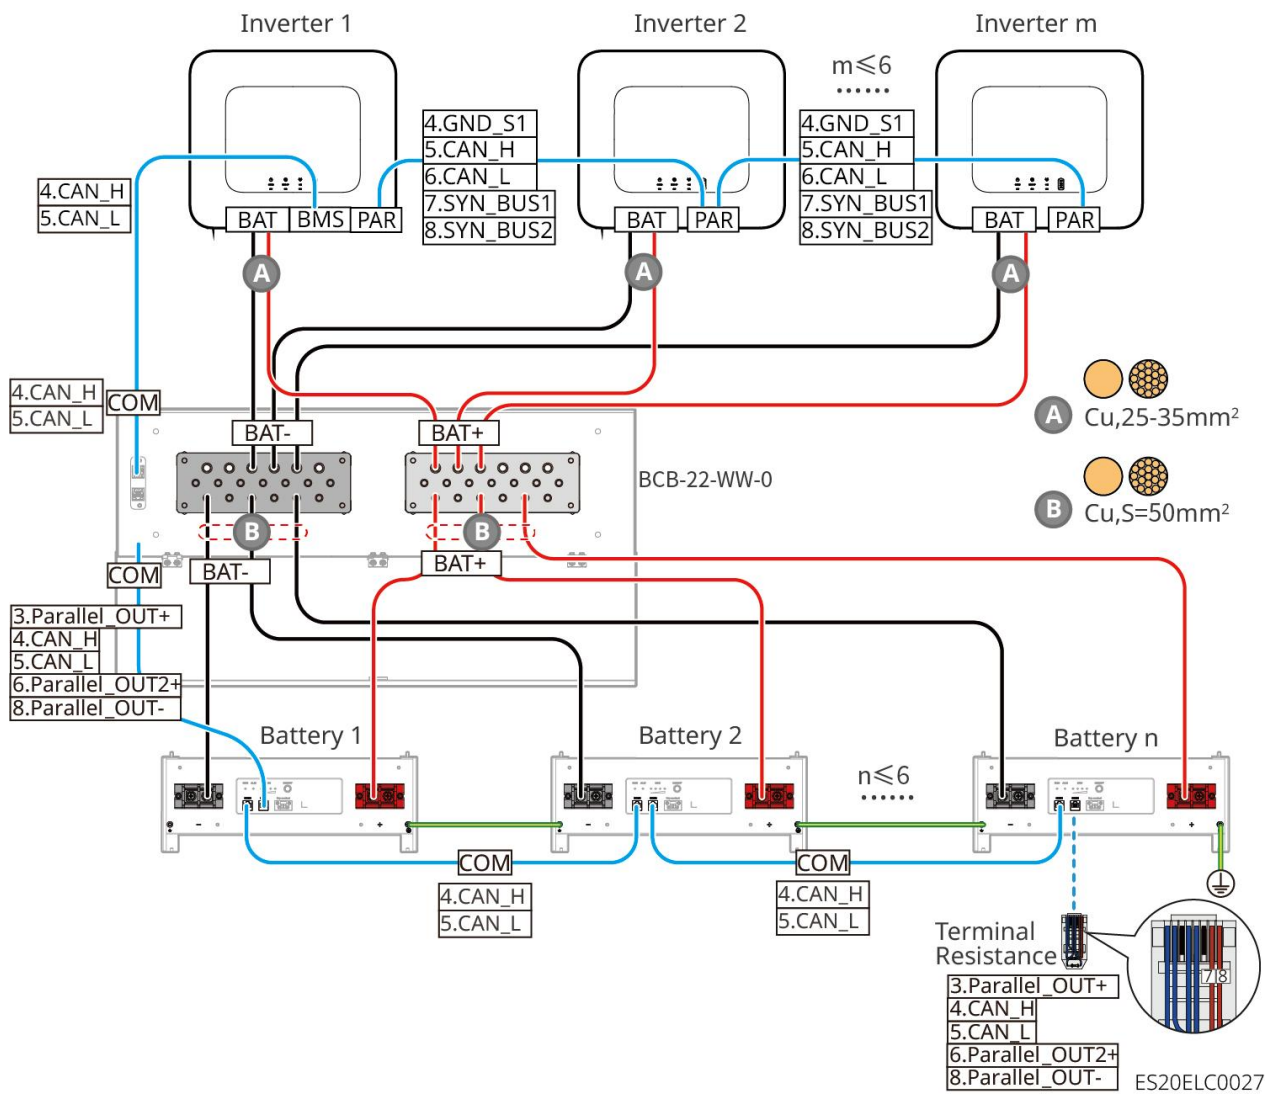 Inverter 1
Inverter 2
Inverter m
m≤6
......
4.GND_S1
5.CAN_H
6.CAN_L
7.SYN_BUS1
8.SYN_BUS2
4.GND_S1
5.CAN_H
6.CAN_L
7.SYN_BUS1
8.SYN_BUS2
4.CAN_H
5.CAN_L
BAT
BMS
PAR
BAT
PAR
BAT
PAR
A
A
A
4.CAN_H
5.CAN_L
COM
BAT-
BAT+
A
Cu,25-35mm²
BCB-22-WW-0
B
Cu,S=50mm²
B
B
COM
BAT-
BAT+
3.Parallel_OUT+
4.CAN_H
5.CAN_L
6.Parallel_OUT2+
8.Parallel_OUT-
Battery 1
Battery 2
Battery n
n≤6
......
-
+
-
+
-
+
COM
4.CAN_H
5.CAN_L
COM
4.CAN_H
5.CAN_L
Terminal
Resistance
7 8
3.Parallel_OUT+
4.CAN_H
5.CAN_L
6.Parallel_OUT2+
8.Parallel_OUT-
ES20ELC0027